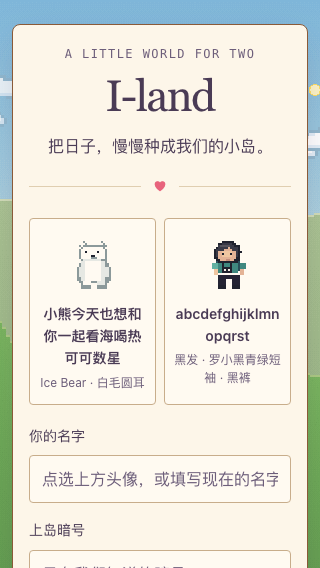 A LITTLE WORLD FOR TWO
I-land
把日子，慢慢种成我们的小岛。
小熊今天也想和
你一起看海喝热
可可数星
Ice Bear · 白毛圆耳
abcdefghijklmn
opqrst
黑发 · 罗小黑青绿短
袖 · 黑裤
你的名字
点选上方头像，或填写现在的名字
上岛暗号